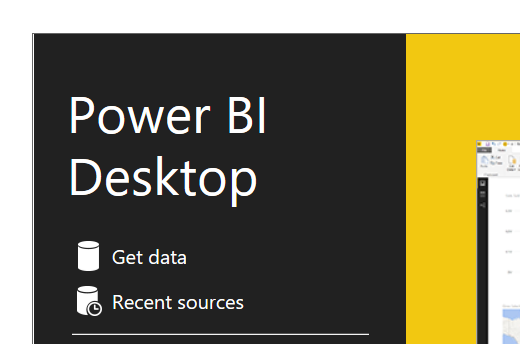 Power BI
Desktop
Get data
Recent sources